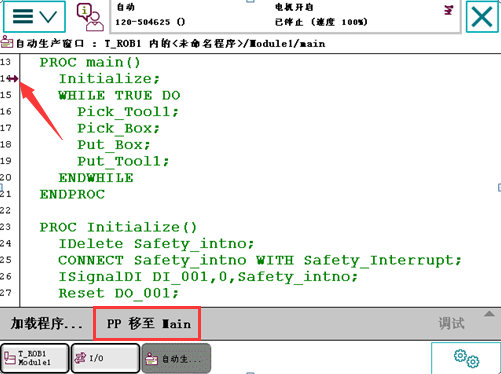 自动
120-504625 ()
电机开启
已停止 (速度 100%)
自动生产窗口 : T_ROB1 内的<未命名程序>/Module1/main
13 PROC main()
14 Initialize;
15 WHILE TRUE DO
16 Pick_Tool1;
17 Pick_Box;
18 Put_Box;
19 Put_Tool1;
20 ENDWHILE
21 ENDPROC
22
23 PROC Initialize()
24 IDelete Safety_intno;
25 CONNECT Safety_intno WITH Safety_Interrupt;
26 ISignalDI DI_001,0,Safety_intno;
27 Reset DO_001;
加载程序... PP 移至 Main 调试
T_ROB1
Module1
I/O
自动生...